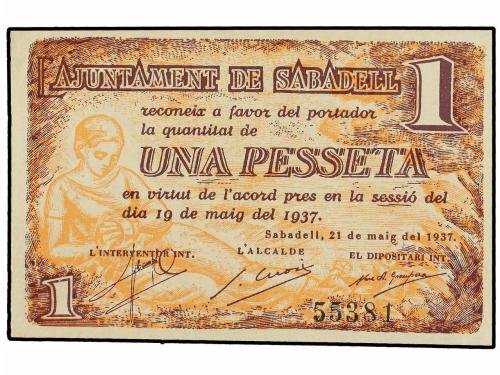 AJUNTAMENT DE SABADELL
1
reconeix a favor del portador
la quantitat de
UNA PESSETA
en virtut de l'acord pres en la sessió del
dia 19 de maig del 1937.
Sabadell, 21 de maig del 1937.
L'INTERVENTOR INT.
L'ALCALDE
EL DIPOSITARI INT.
1
55381